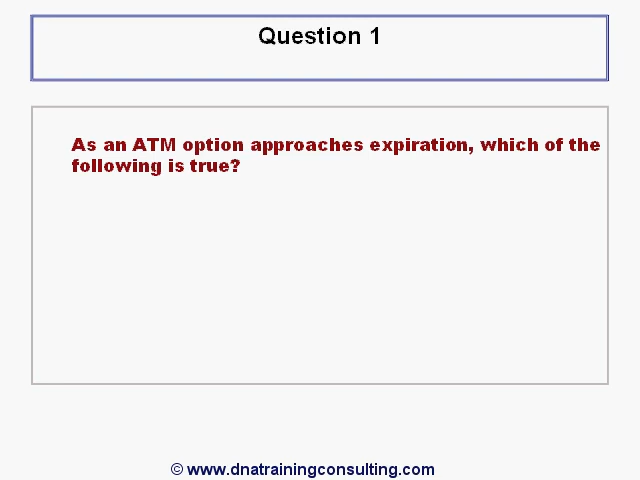 Question 1
As an ATM option approaches expiration, which of the
following is true?
© www.dnatrainingconsulting.com